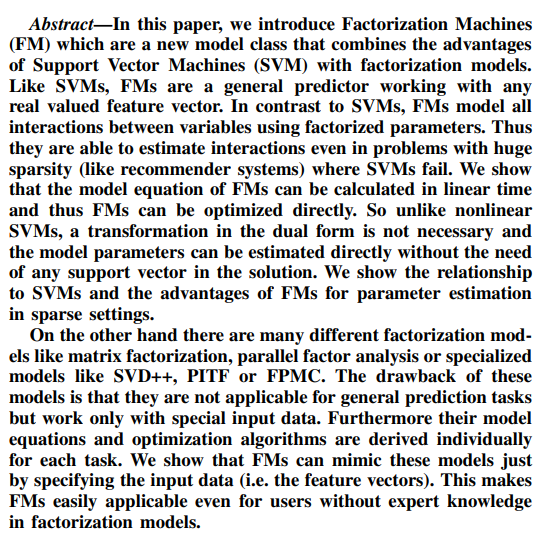 Abstract—In this paper, we introduce Factorization Machines
(FM) which are a new model class that combines the advantages
of Support Vector Machines (SVM) with factorization models.
Like SVMs, FMs are a general predictor working with any
real valued feature vector. In contrast to SVMs, FMs model all
interactions between variables using factorized parameters. Thus
they are able to estimate interactions even in problems with huge
sparsity (like recommender systems) where SVMs fail. We show
that the model equation of FMs can be calculated in linear time
and thus FMs can be optimized directly. So unlike nonlinear
SVMs, a transformation in the dual form is not necessary and
the model parameters can be estimated directly without the need
of any support vector in the solution. We show the relationship
to SVMs and the advantages of FMs for parameter estimation
in sparse settings.
On the other hand there are many different factorization mod-
els like matrix factorization, parallel factor analysis or specialized
models like SVD++, PITF or FPMC. The drawback of these
models is that they are not applicable for general prediction tasks
but work only with special input data. Furthermore their model
equations and optimization algorithms are derived individually
for each task. We show that FMs can mimic these models just
by specifying the input data (i.e. the feature vectors). This makes
FMs easily applicable even for users without expert knowledge
in factorization models.